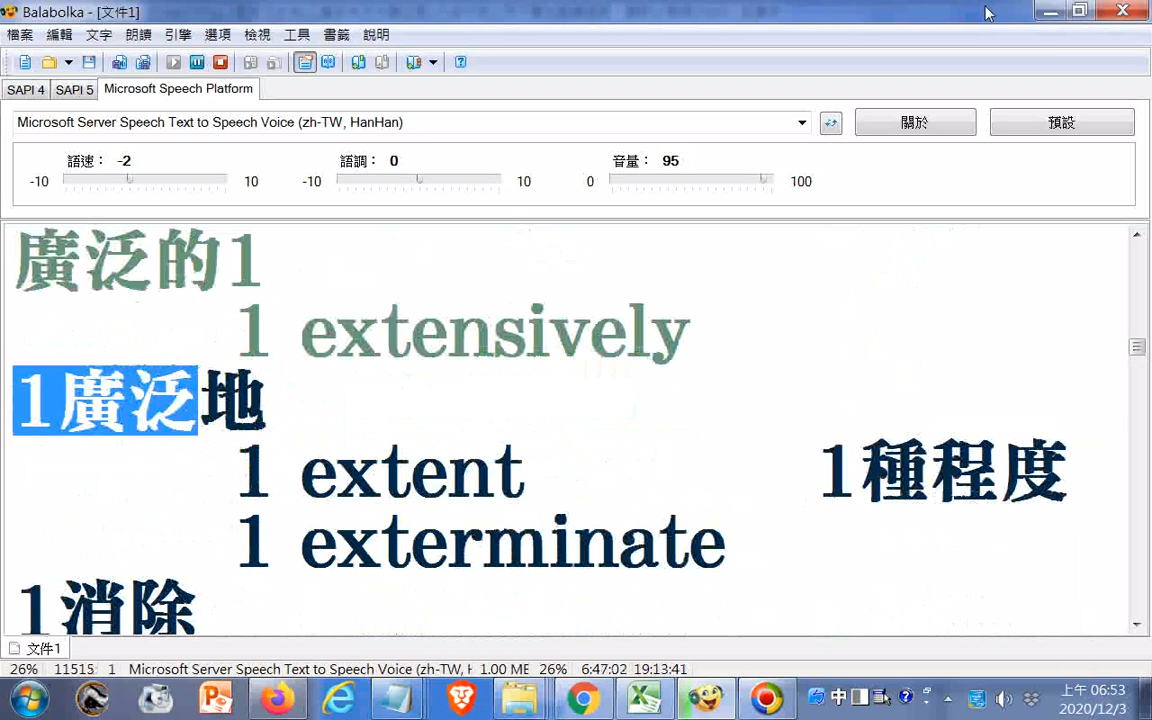 Balabolka - [文件1]
檔案 編輯 文字 朗讀 引擎 選項 檢視 工具 書籤 說明
SAPI 4 SAPI 5 Microsoft Speech Platform
Microsoft Server Speech Text to Speech Voice (zh-TW, HanHan) 關於 預設
語速： -2 語調： 0 音量： 95
-10 10 -10 10 0 100
廣泛的1
1 extensively
1廣泛地
1 extent 1種程度
1 exterminate
1消除
文件1
26% 11515 1 Microsoft Server Speech Text to Speech Voice (zh-TW, 1.00 ME 26% 6:47:02 19:13:41
中 上午 06:53
2020/12/3